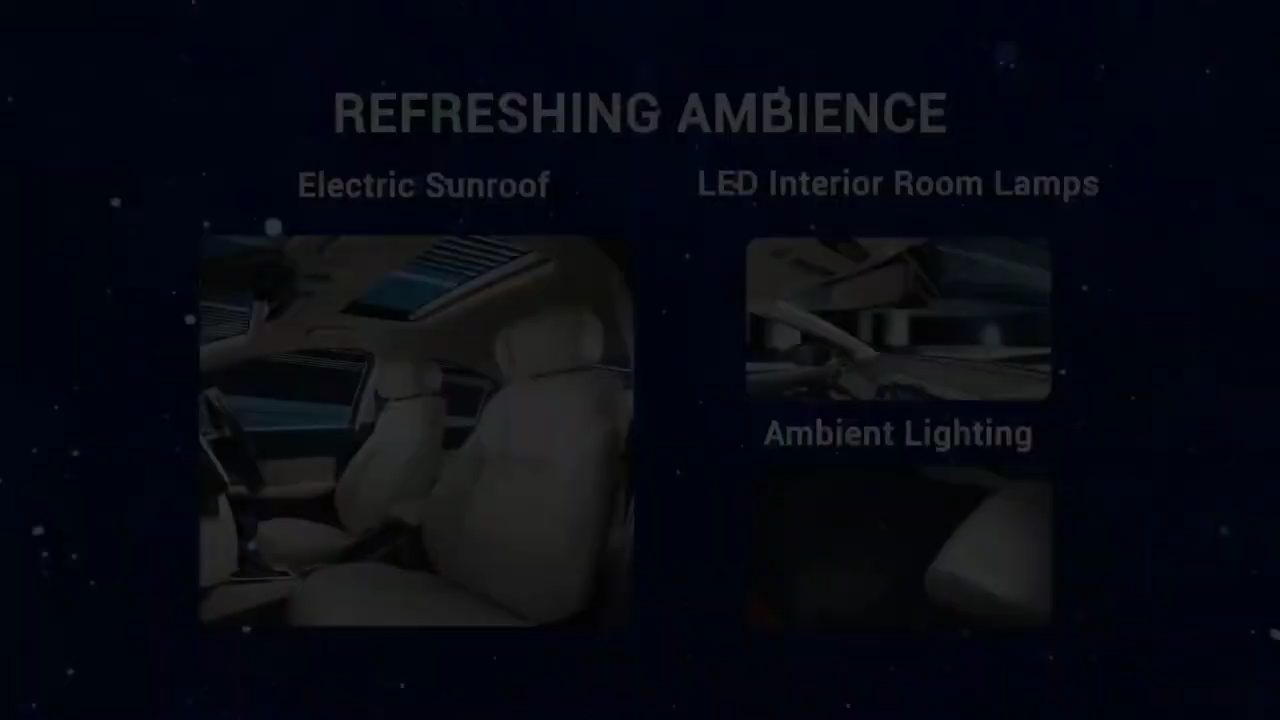 REFRESHING AMBIENCE
Electric Sunroof
LED Interior Room Lamps
Ambient Lighting